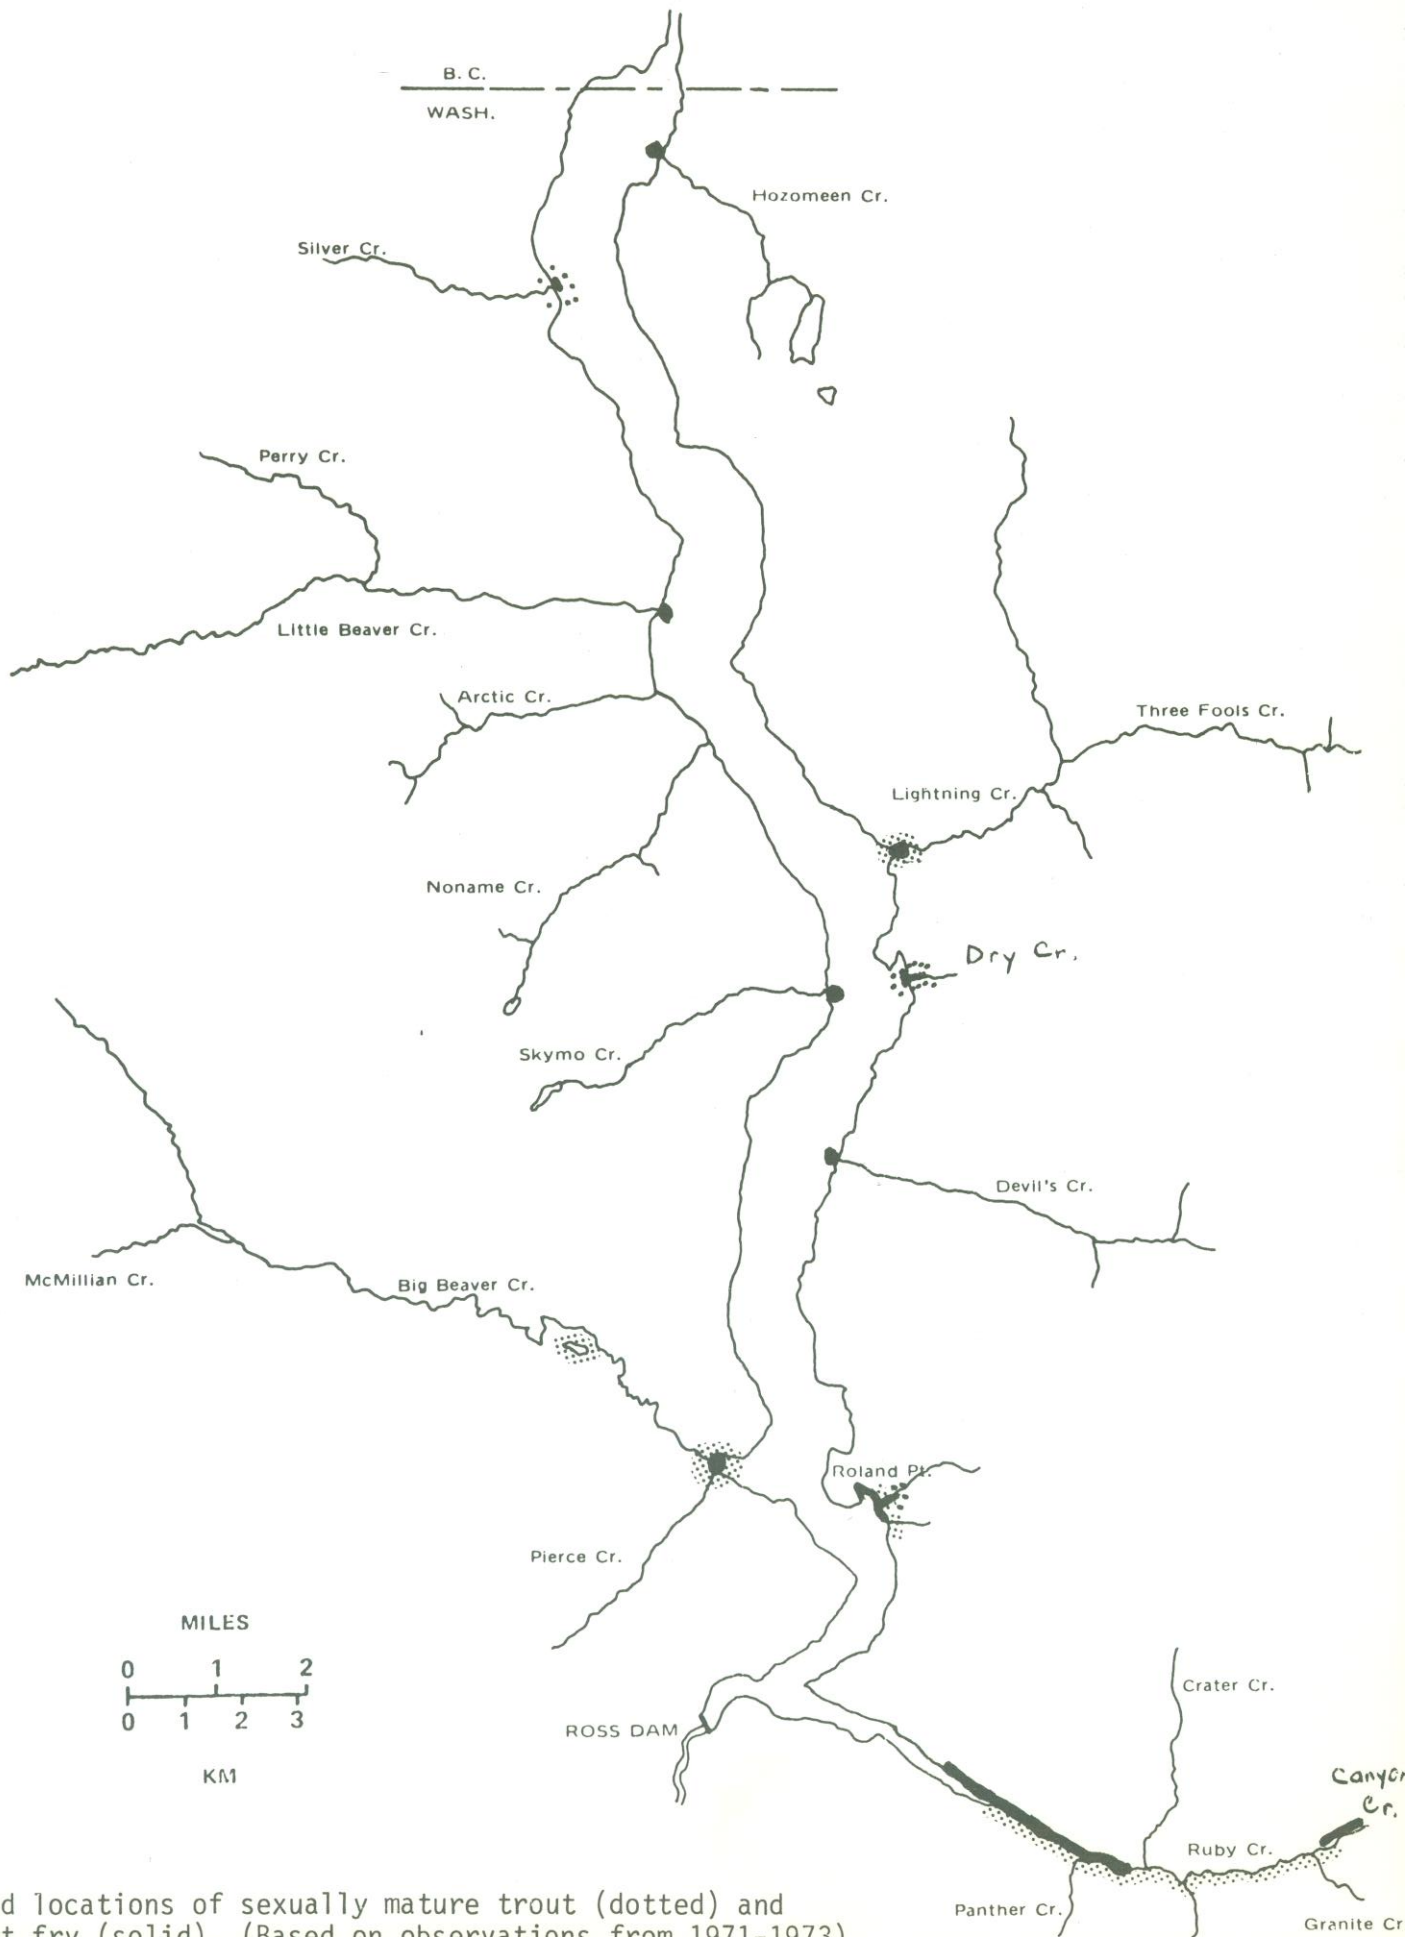 B. C.
WASH.
Hozomeen Cr.
Silver Cr.
Perry Cr.
Little Beaver Cr.
Arctic Cr.
Three Fools Cr.
Lightning Cr.
Noname Cr.
Dry Cr.
Skymo Cr.
Devil's Cr.
McMillian Cr.
Big Beaver Cr.
Roland Pt.
Pierce Cr.
MILES
0 1 2
0 1 2 3
KM
ROSS DAM
Crater Cr.
Canyon
Cr.
Ruby Cr.
Panther Cr.
Granite Cr
d locations of sexually mature trout (dotted) and
t fry (solid). (Based on observations from 1971-1973)